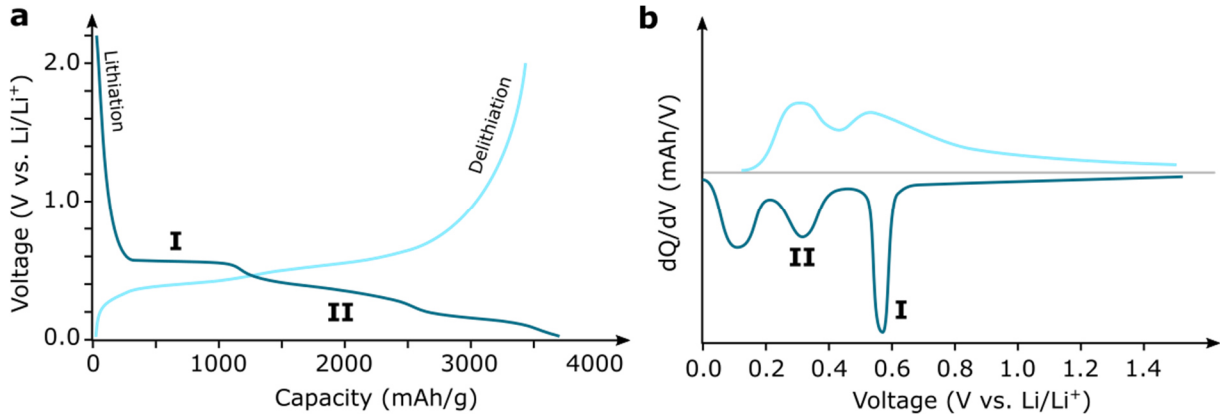 a
Voltage (V vs. Li/Li⁺)
2.0
1.0
0.0
Lithiation
Delithiation
I
II
0 1000 2000 3000 4000
Capacity (mAh/g)
b
dQ/dV (mAh/V)
II
I
0.0 0.2 0.4 0.6 0.8 1.0 1.2 1.4
Voltage (V vs. Li/Li⁺)